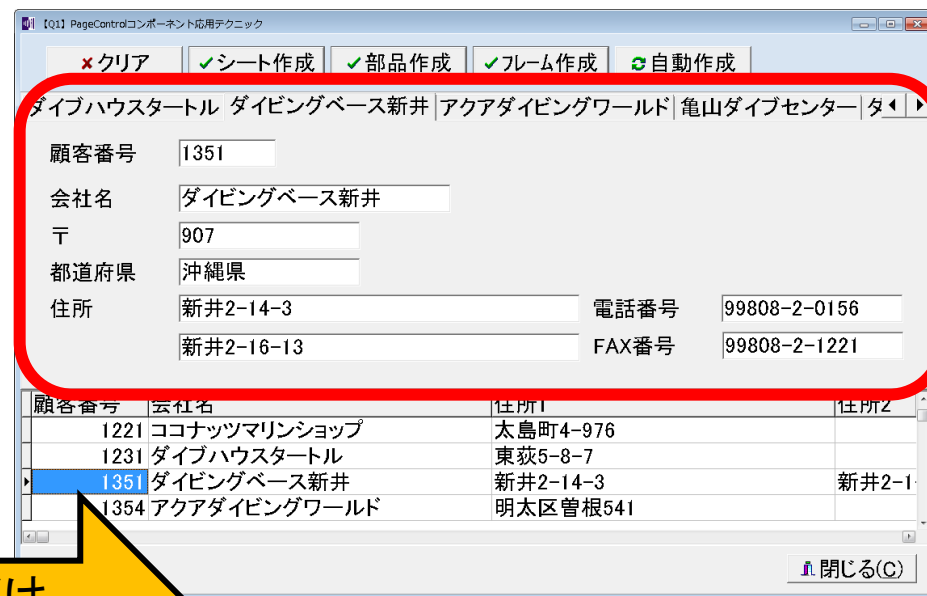 【Q1】PageControlコンポーネント応用テクニック
クリア シート作成 部品作成 フレーム作成 自動作成
ダイブハウスタートル ダイビングベース新井 アクアダイビングワールド 亀山ダイブセンター タ
顧客番号 1351
会社名 ダイビングベース新井
〒 907
都道府県 沖縄県
住所 新井2-14-3 電話番号 99808-2-0156
新井2-16-13 FAX番号 99808-2-1221
顧客番号 会社名 住所1 住所2
1221 ココナッツマリンショップ 太島町4-976
1231 ダイブハウスタートル 東荻5-8-7
1351 ダイビングベース新井 新井2-14-3 新井2-1
1354 アクアダイビングワールド 明太区曽根541
閉じる(C)
は